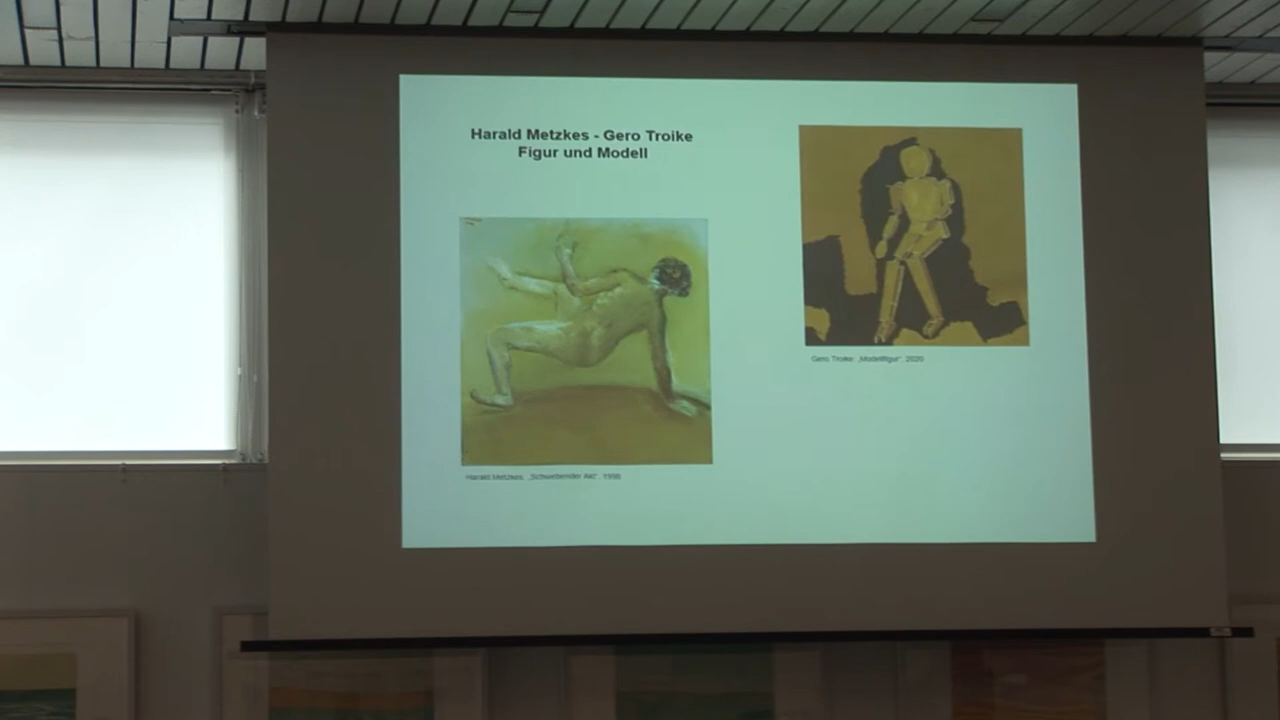 Harald Metzkes - Gero Troike
Figur und Modell
Gero Troike: „Modellfigur“, 2020
Harald Metzkes, „Schwebender Akt“, 1998